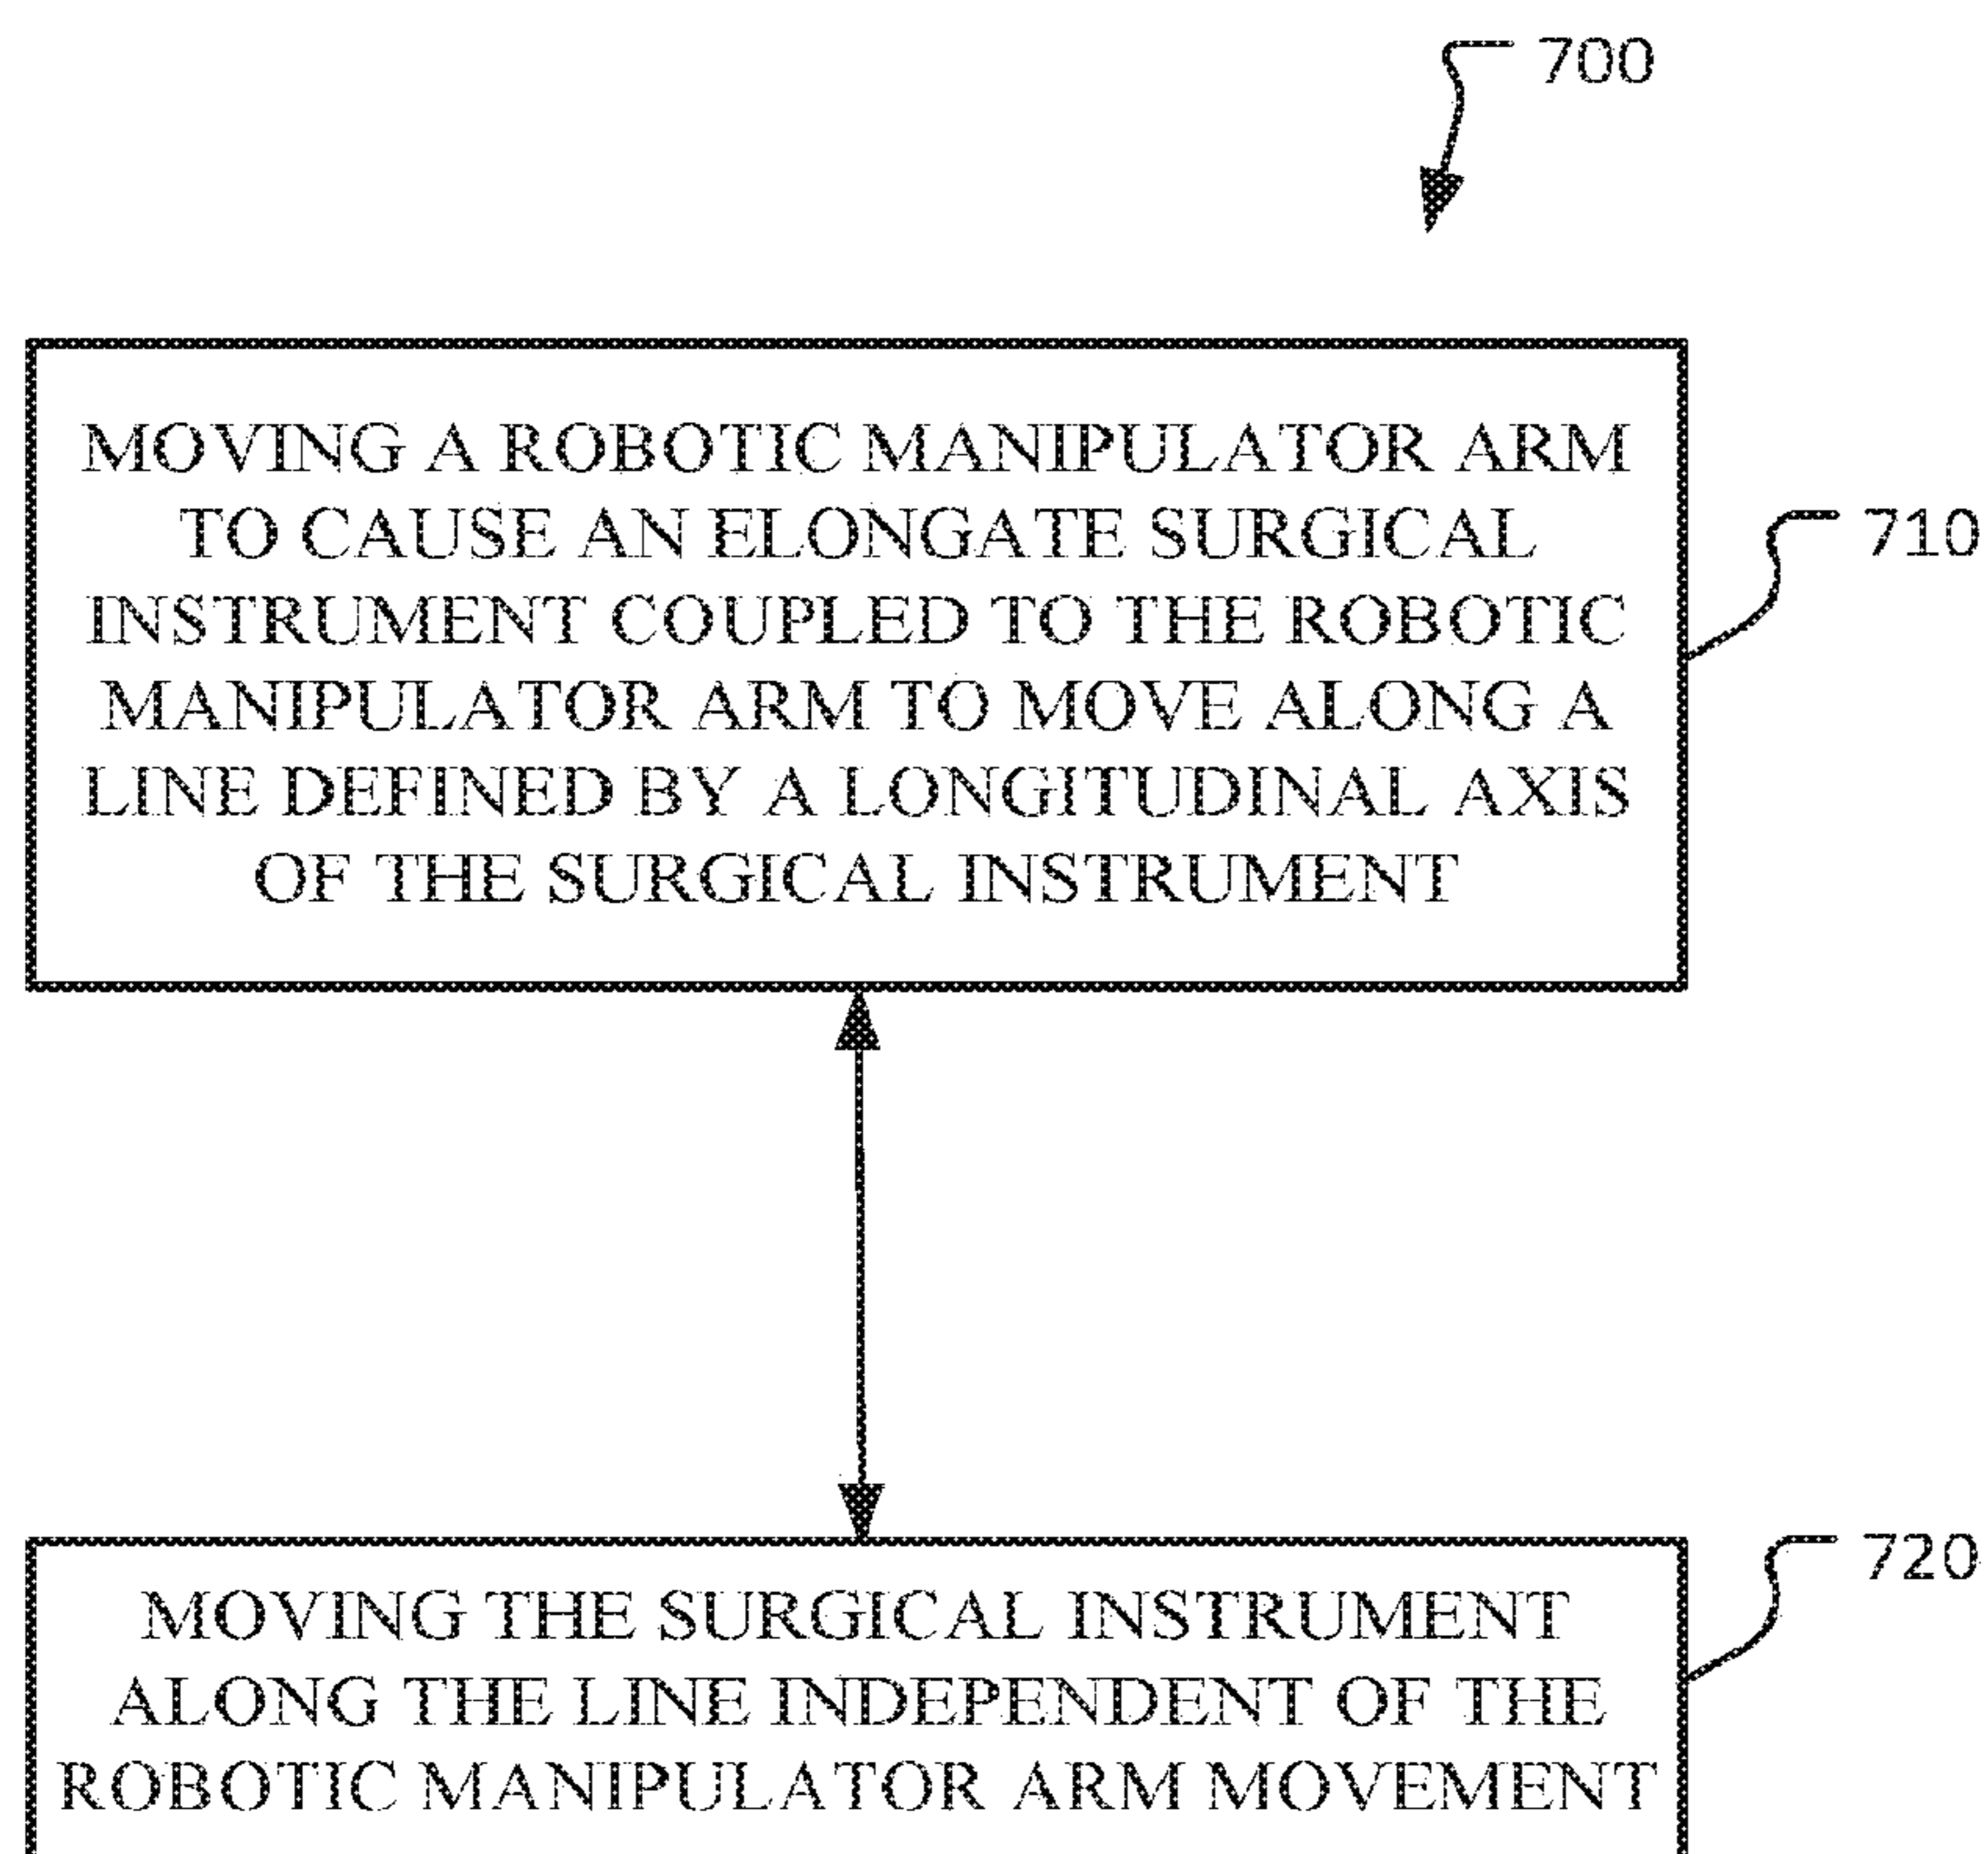 700
MOVING A ROBOTIC MANIPULATOR ARM
TO CAUSE AN ELONGATE SURGICAL
INSTRUMENT COUPLED TO THE ROBOTIC
MANIPULATOR ARM TO MOVE ALONG A
LINE DEFINED BY A LONGITUDINAL AXIS
OF THE SURGICAL INSTRUMENT
710
MOVING THE SURGICAL INSTRUMENT
ALONG THE LINE INDEPENDENT OF THE
ROBOTIC MANIPULATOR ARM MOVEMENT
720